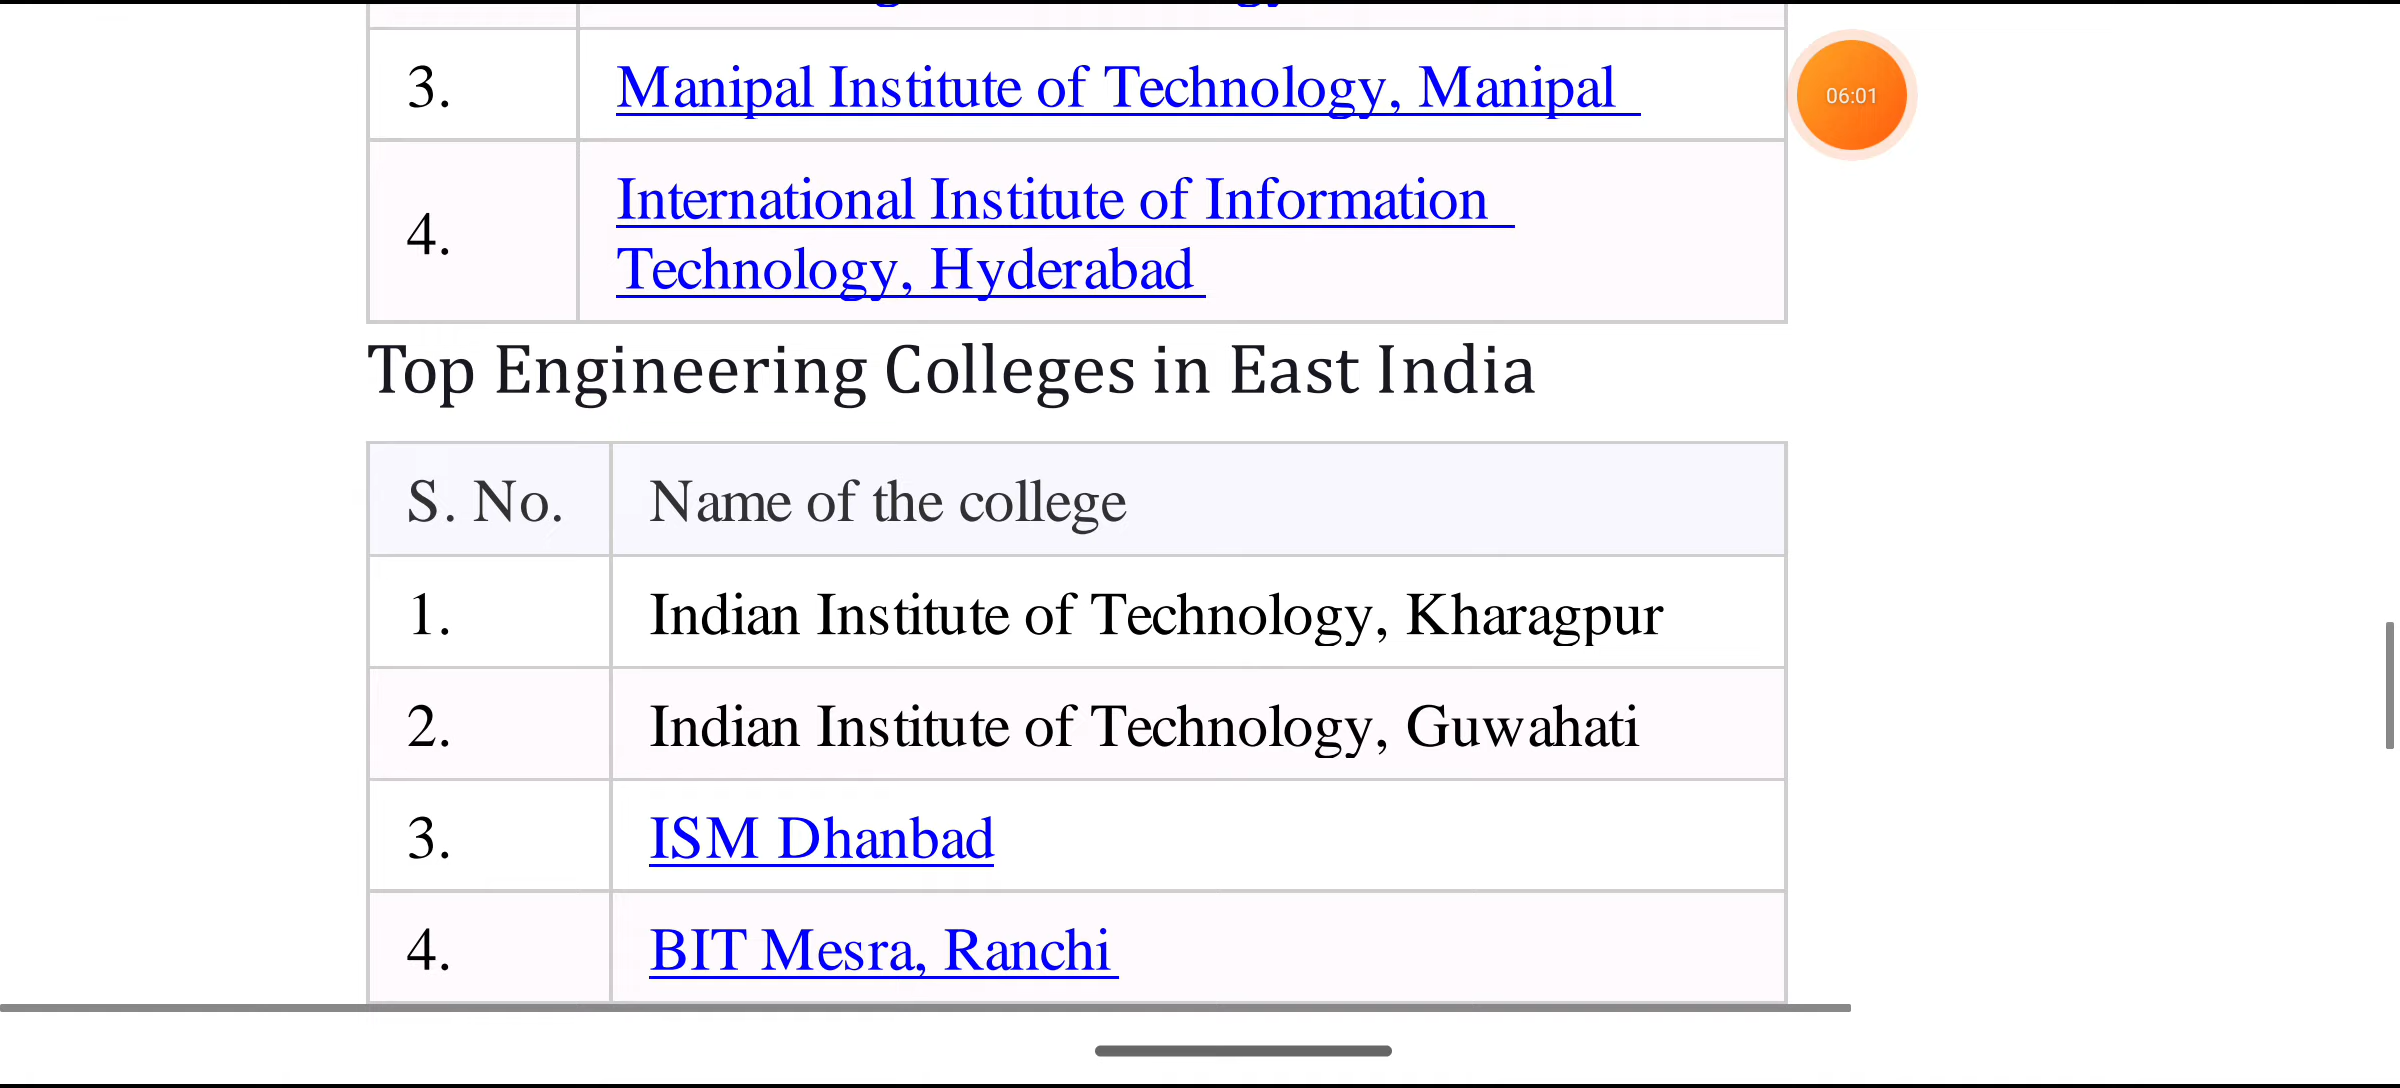 3. Manipal Institute of Technology, Manipal
06:01
4. International Institute of Information
Technology, Hyderabad
Top Engineering Colleges in East India
S. No. Name of the college
1. Indian Institute of Technology, Kharagpur
2. Indian Institute of Technology, Guwahati
3. ISM Dhanbad
4. BIT Mesra, Ranchi